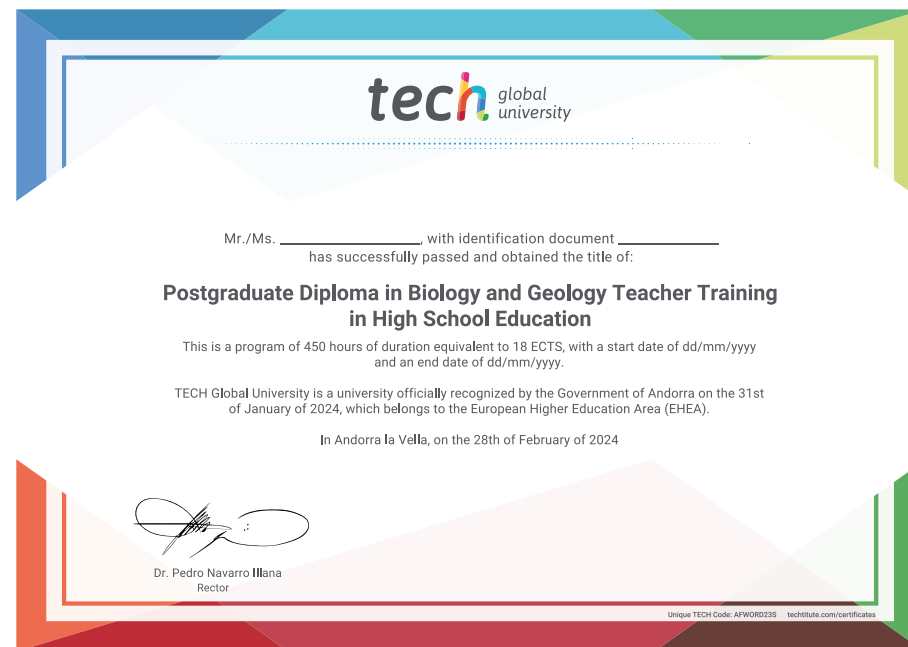 tech global
university
Mr./Ms. ____________, with identification document ____________
has successfully passed and obtained the title of:
Postgraduate Diploma in Biology and Geology Teacher Training
in High School Education
This is a program of 450 hours of duration equivalent to 18 ECTS, with a start date of dd/mm/yyyy
and an end date of dd/mm/yyyy.
TECH Global University is a university officially recognized by the Government of Andorra on the 31st
of January of 2024, which belongs to the European Higher Education Area (EHEA).
In Andorra la Vella, on the 28th of February of 2024
Dr. Pedro Navarro Illana
Rector
Unique TECH Code: AFWORD23S techtitute.com/certificates